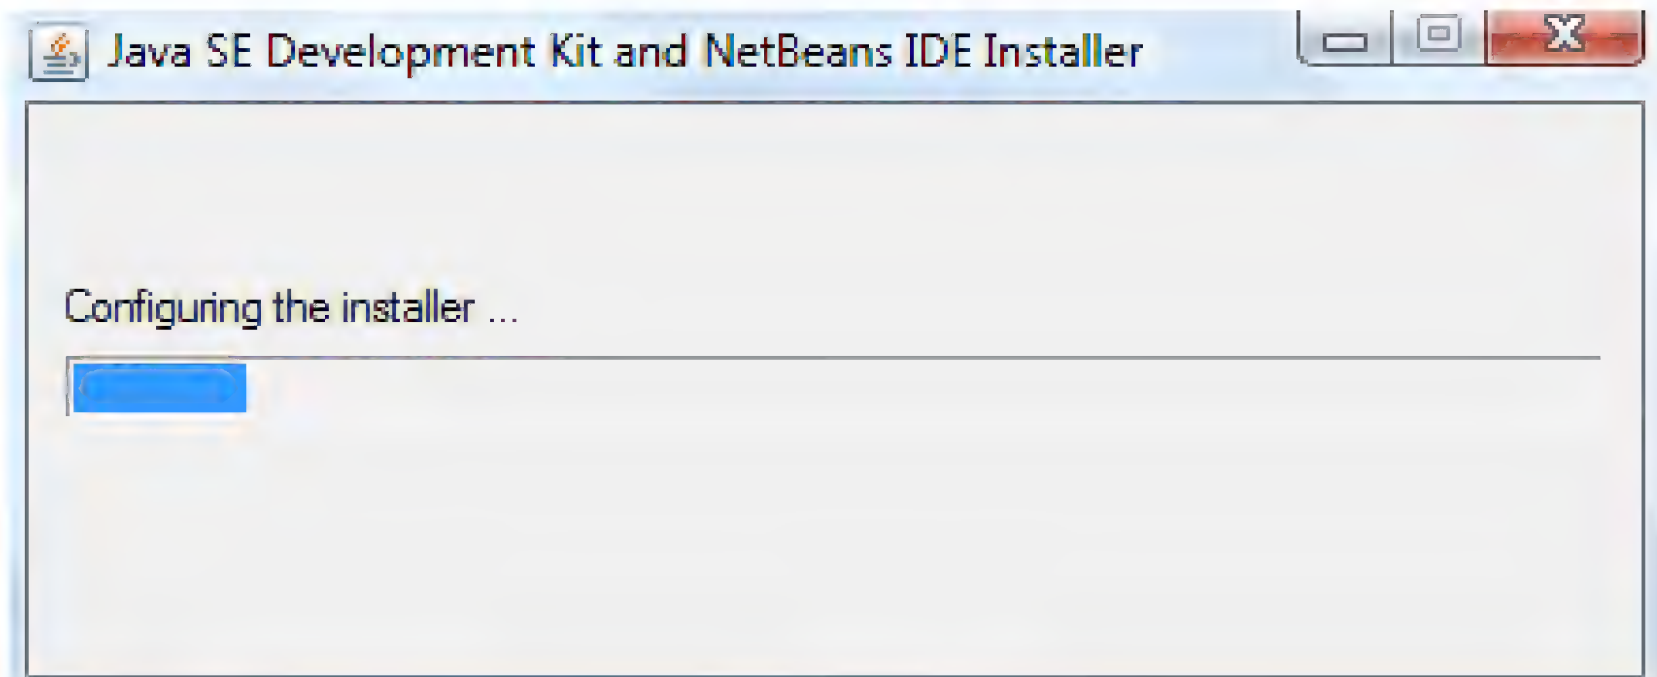 Java SE Development Kit and NetBeans IDE Installer
Configuring the installer ...